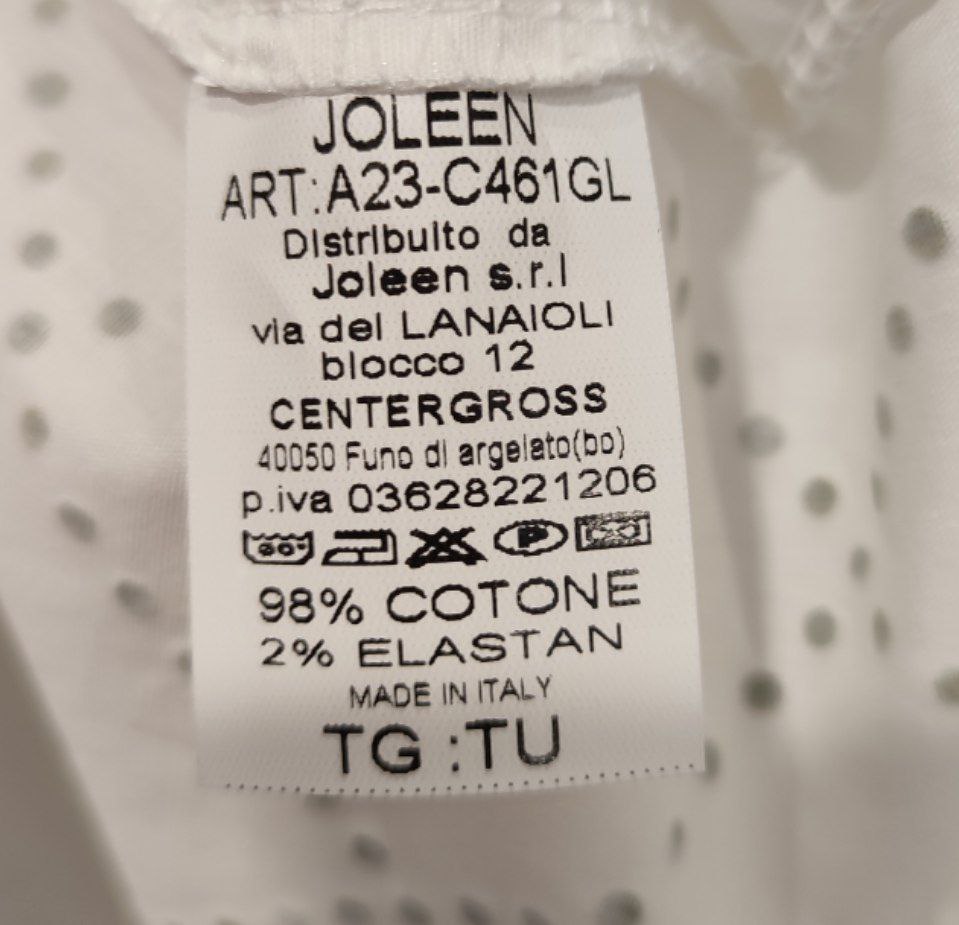 JOLEEN
ART:A23-C461GL
Distribuito da
Joleen s.r.l
via del LANAIOLI
blocco 12
CENTERGROSS
40050 Funo di argelato(bo)
p.iva 03628221206
P
98% COTONE
2% ELASTAN
MADE IN ITALY
TG :TU